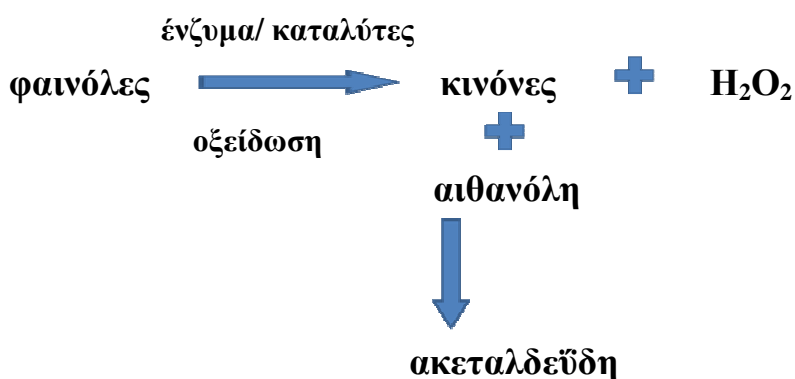 ένζυμα/ καταλύτες
φαινόλες κινόνες + H₂O₂
οξείδωση
+
αιθανόλη
ακεταλδεΰδη